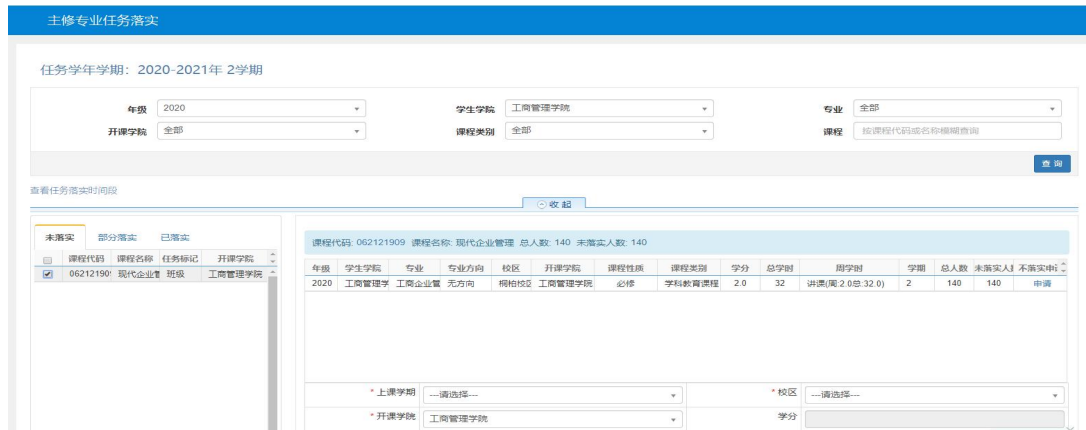 主修专业任务落实
任务学年学期：2020-2021年 2学期
年级 2020 学生学院 工商管理学院 专业 全部
开课学院 全部 课程类别 全部 课程 按课程代码或名称模糊查询
查 询
查看任务落实时间段
收 起
未落实 部分落实 已落实
课程代码 课程名称 任务标记 开课学院
062121909 现代企业管 班级 工商管理学院
课程代码: 062121909 课程名称: 现代企业管理 总人数: 140 未落实人数: 140
年级 学生学院 专业 专业方向 校区 开课学院 课程性质 课程类别 学分 总学时 周学时 学期 总人数 未落实人数 不落实申请
2020 工商管理学 工商企业管 无方向 桐柏校区 工商管理学院 必修 学科教育课程 2.0 32 讲课(周:2.0总:32.0) 2 140 140 申请
* 上课学期 ---请选择--- * 校区 ---请选择---
* 开课学院 工商管理学院 学分